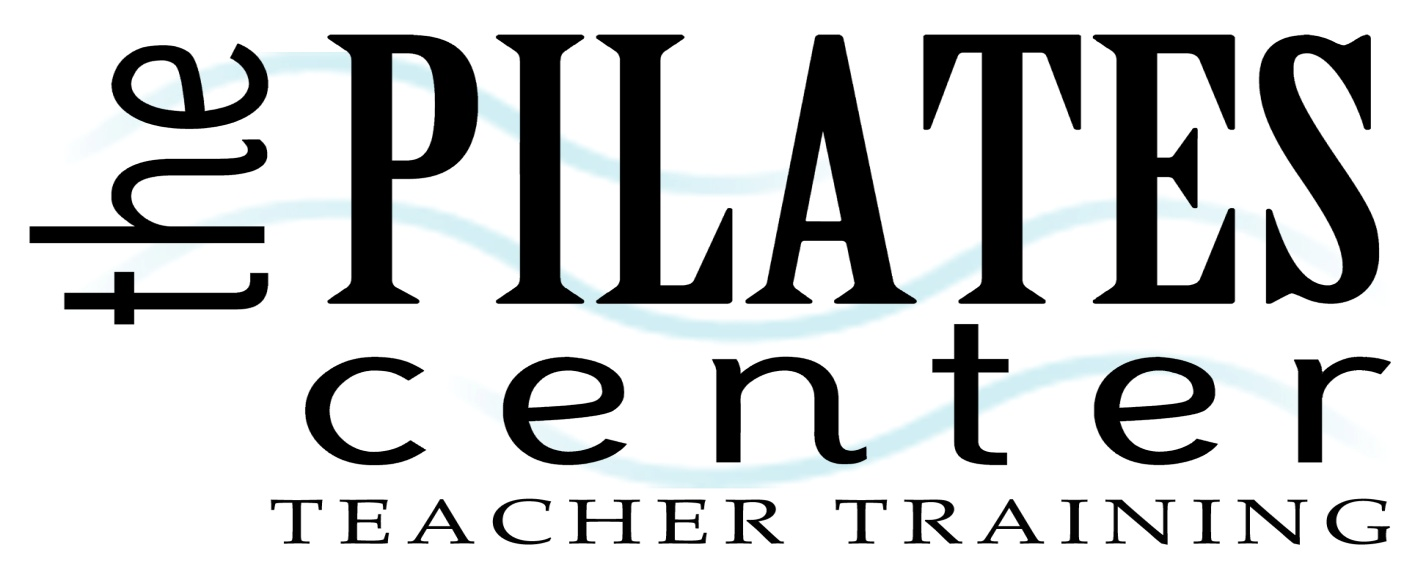 the
PILATES
center
TEACHER TRAINING